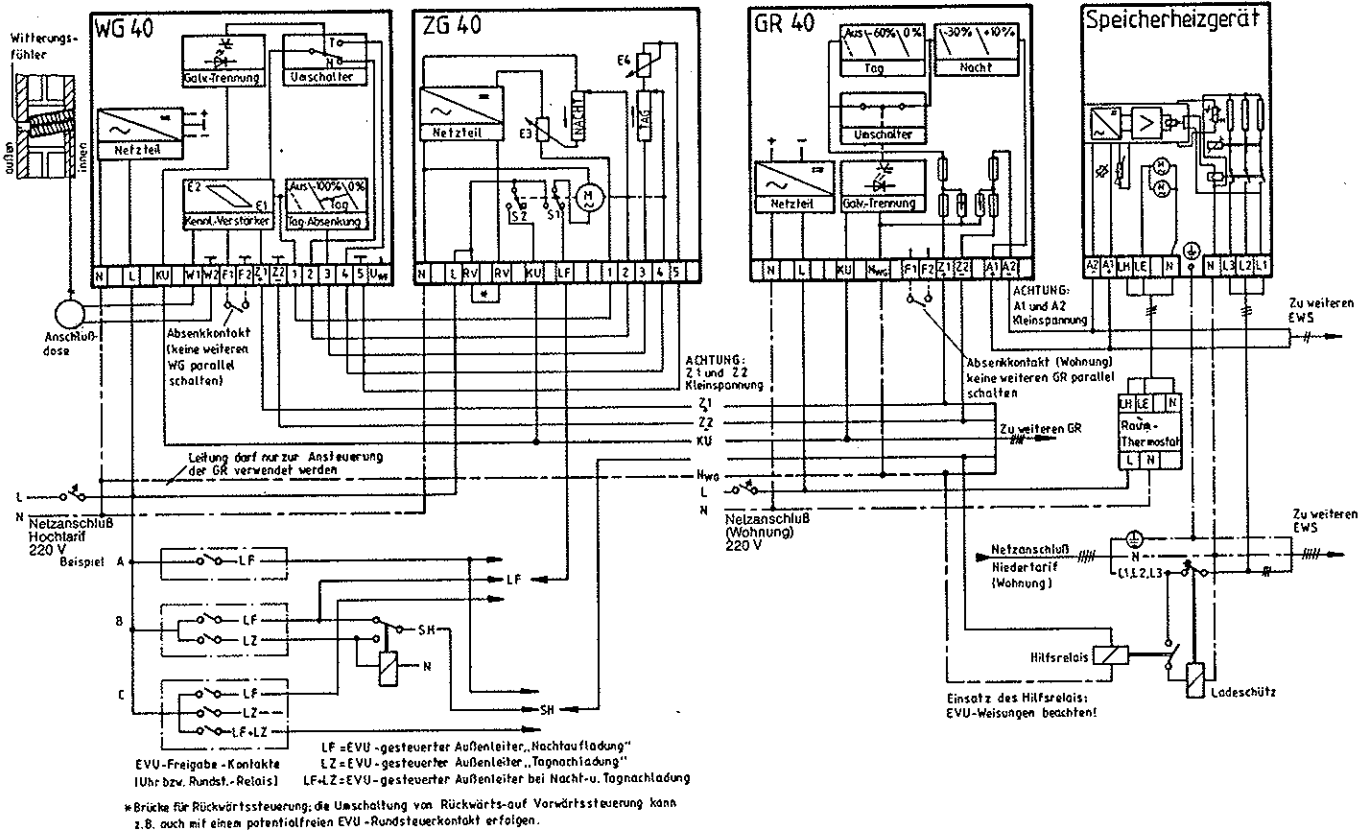 WG 40
ZG 40
GR 40
Speicherheizgerät
Witterungs-
fühler
außen
innen
Galv.-Trennung
T
N
Umschalter
Netzteil
E2
E1
Kennl.-Verstärker
Aus -100% 0%
Tag
Tag-Absenkung
N L KU W1 W2 F1 F2 Z1 Z2 1 2 3 4 5 UWF
Netzteil
E3
NACHT
E4
TAG
S2
S1
M
N L RV RV KU LF 1 2 3 4 5
*
Aus -60% 0%
Tag
-30% +10%
Nacht
Umschalter
Netzteil
Galv.-Trennung
N L KU NWG F1 F2 Z1 Z2 A1 A2
A2 A1 LH LE N N L3 L2 L1
Anschluß-
dose
Absenkkontakt
(keine weiteren
WG parallel
schalten)
ACHTUNG:
Z1 und Z2
Kleinspannung
ACHTUNG:
A1 und A2
Kleinspannung
Absenkkontakt (Wohnung)
keine weiteren GR parallel
schalten
Zu weiteren
EWS
Z1
Z2
KU
NWG
L
N
Zu weiteren GR
LH LE N
Raum-
Thermostat
L N
Leitung darf nur zur Ansteuerung
der GR verwendet werden
L
N
Netzanschluß
Hochtarif
220 V
Netzanschluß
(Wohnung)
220 V
Netzanschluß
Niedertarif
(Wohnung)
N
L1,L2,L3
Zu weiteren
EWS
Beispiel A
LF
LF
B
LF
LZ
SH
N
C
LF
LZ
LF+LZ
SH
Hilfsrelais
Ladeschütz
Einsatz des Hilfsrelais:
EVU-Weisungen beachten!
EVU-Freigabe-Kontakte
(Uhr bzw. Rundst.-Relais)
LF =EVU-gesteuerter Außenleiter„Nachtaufladung"
LZ=EVU-gesteuerter Außenleiter„Tagnachladung"
LF+LZ=EVU-gesteuerter Außenleiter bei Nacht-u. Tagnachladung
*Brücke für Rückwärtssteuerung; die Umschaltung von Rückwärts-auf Vorwärtssteuerung kann
z.B. auch mit einem potentialfreien EVU-Rundsteuerkontakt erfolgen.